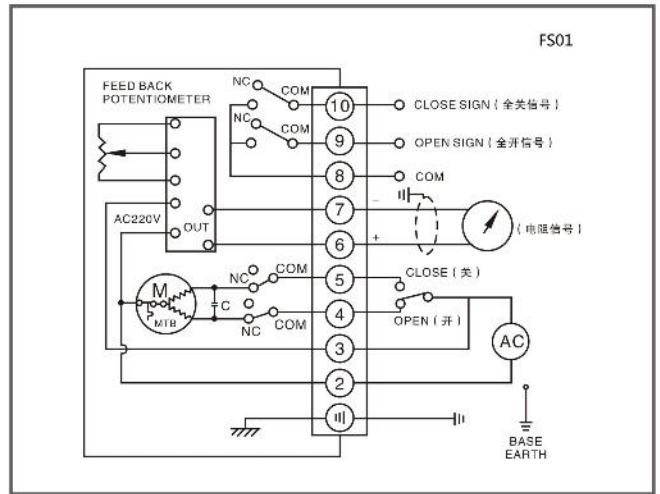 FS01
FEED BACK
POTENTIOMETER
NC
COM
10
CLOSE SIGN（全关信号）
NC
COM
9
OPEN SIGN（全开信号）
8
COM
7
−
（电阻信号）
AC220V
OUT
6
+
NC
COM
5
CLOSE（关）
M
MTB
C
NC
COM
4
OPEN（开）
3
AC
2
BASE
EARTH